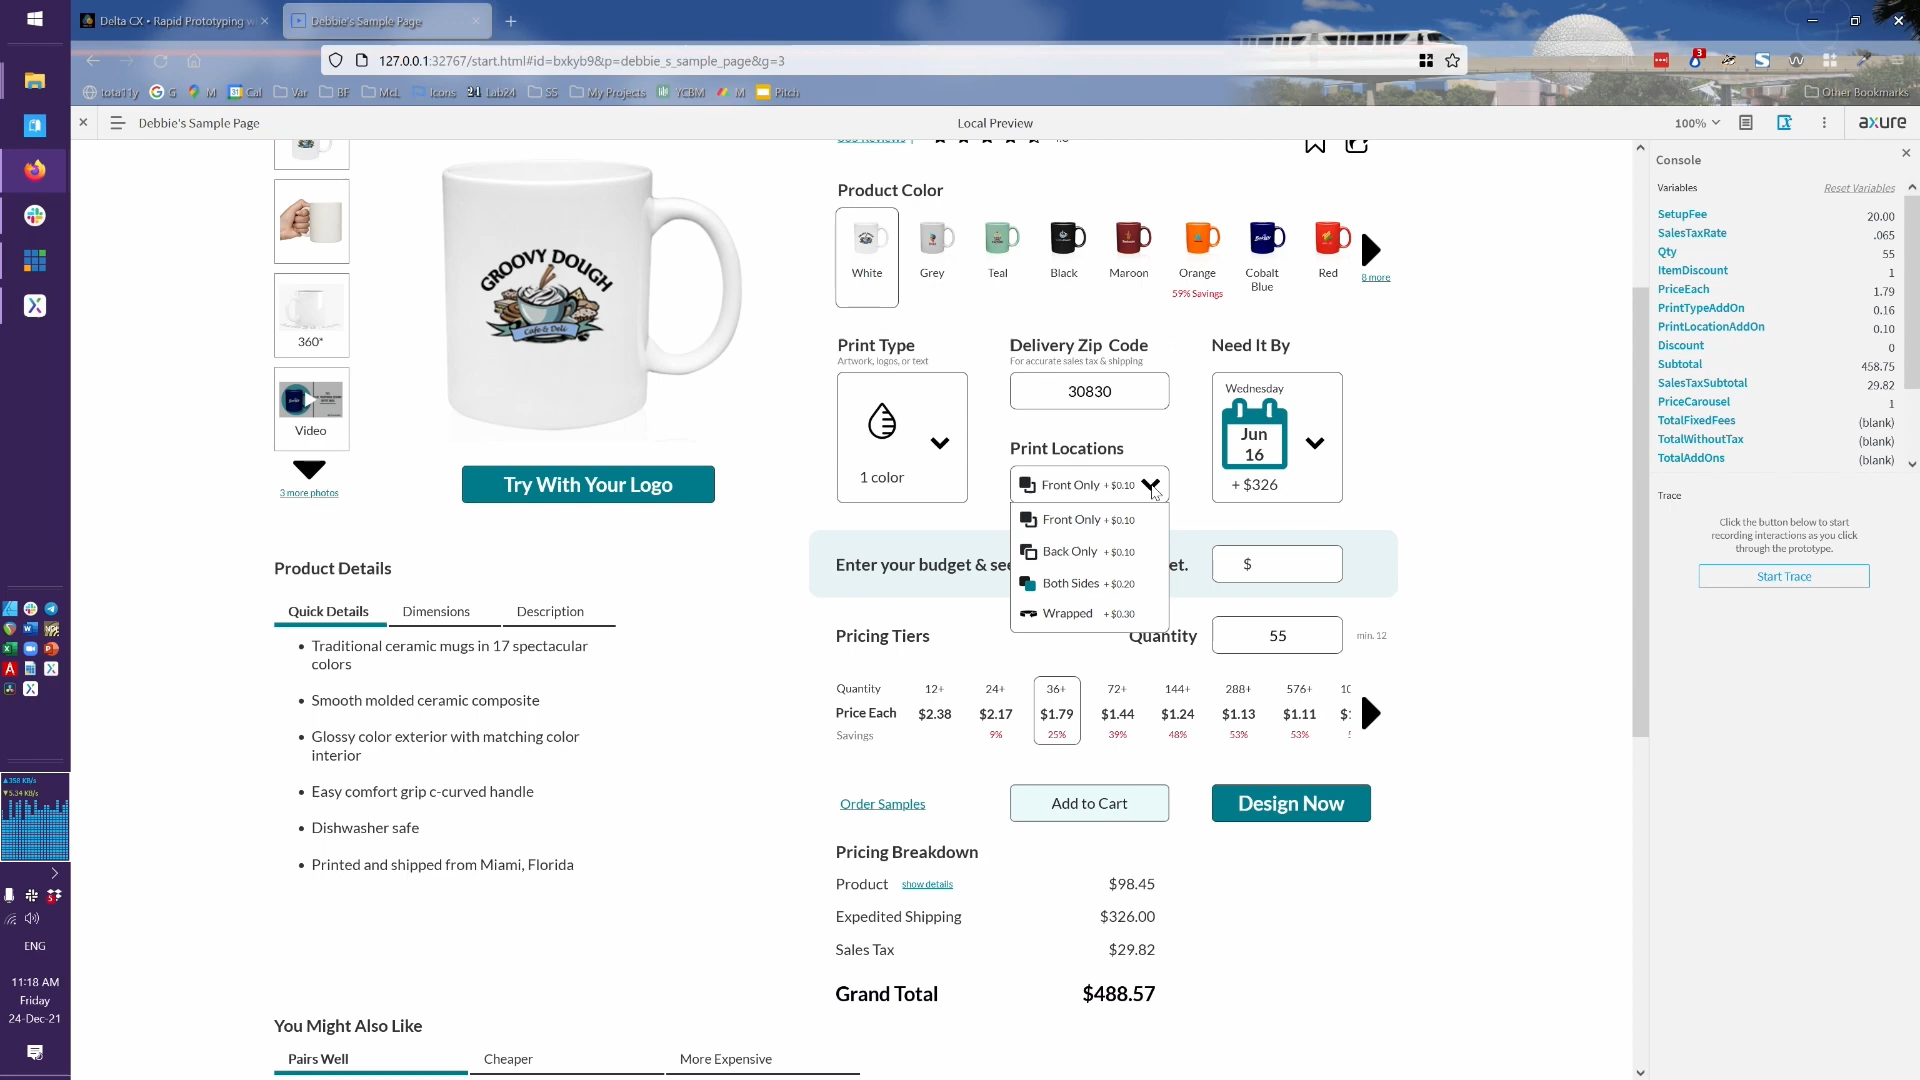 Delta CX • Rapid Prototyping w
Debbie's Sample Page
127.0.0.1:32767/start.html#id=bxkyb9&p=debbie_s_sample_page&g=3
3
tota11y
G
M
Cal
Var
BF
McL
Icons
Lab24
SS
My Projects
YCBM
M
Pitch
Other Bookmarks
Debbie's Sample Page
Local Preview
100%
axure
360°
Video
3 more photos
GROOVY DOUGH
Cafe & Deli
Try With Your Logo
Product Details
Quick Details
Dimensions
Description
• Traditional ceramic mugs in 17 spectacular
colors
• Smooth molded ceramic composite
• Glossy color exterior with matching color
interior
• Easy comfort grip c-curved handle
• Dishwasher safe
• Printed and shipped from Miami, Florida
You Might Also Like
Pairs Well
Cheaper
More Expensive
Product Color
White
Grey
Teal
Black
Maroon
Orange
Cobalt
Blue
Red
59% Savings
8 more
Print Type
Artwork, logos, or text
1 color
Delivery Zip Code
For accurate sales tax & shipping
30830
Need It By
Wednesday
Jun
16
+ $326
Print Locations
Front Only + $0.10
Front Only + $0.10
Back Only + $0.10
Both Sides + $0.20
Wrapped + $0.30
Enter your budget & se
et.
$
Pricing Tiers
Quantity
55
min. 12
Quantity 12+ 24+ 36+ 72+ 144+ 288+ 576+ 10
Price Each $2.38 $2.17 $1.79 $1.44 $1.24 $1.13 $1.11 $
Savings 9% 25% 39% 48% 53% 53%
Order Samples
Add to Cart
Design Now
Pricing Breakdown
Product show details $98.45
Expedited Shipping $326.00
Sales Tax $29.82
Grand Total $488.57
Console
Variables
Reset Variables
SetupFee 20.00
SalesTaxRate .065
Qty 55
ItemDiscount 1
PriceEach 1.79
PrintTypeAddOn 0.16
PrintLocationAddOn 0.10
Discount 0
Subtotal 458.75
SalesTaxSubtotal 29.82
PriceCarousel 1
TotalFixedFees (blank)
TotalWithoutTax (blank)
TotalAddOns (blank)
Trace
Click the button below to start
recording interactions as you click
through the prototype.
Start Trace
358 KB/s
5.34 KB/s
ENG
11:18 AM
Friday
24-Dec-21